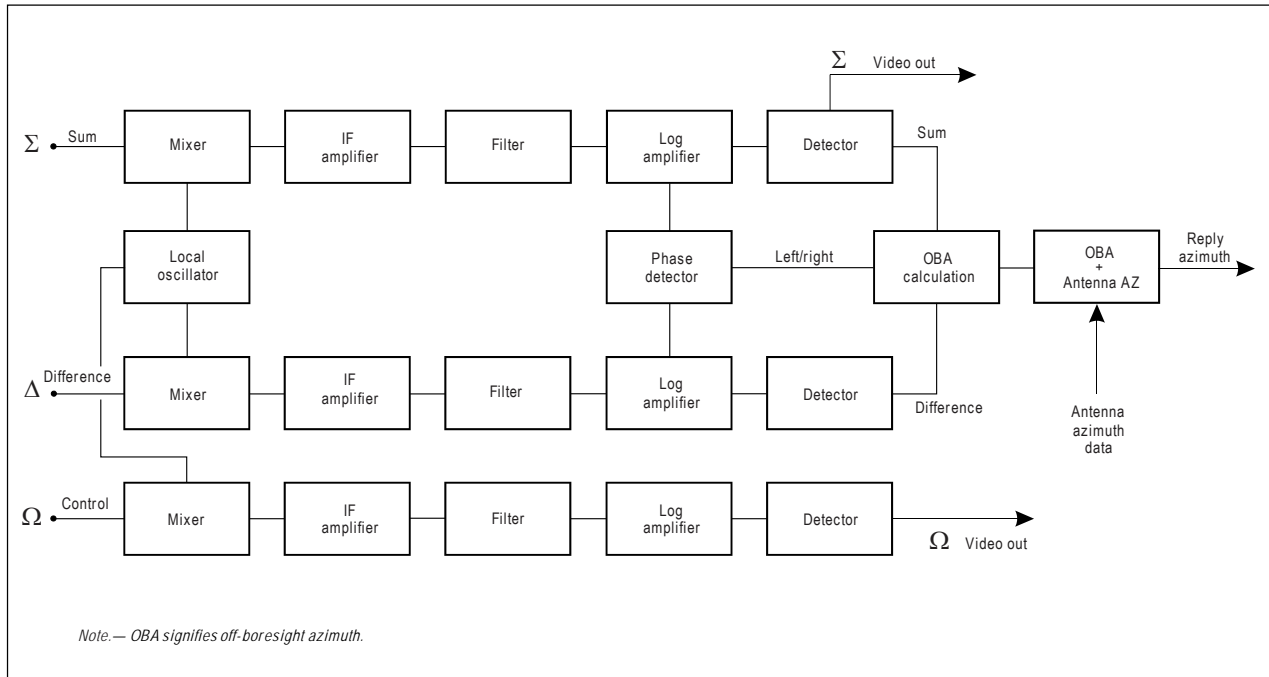 Σ
Video out
Σ
Sum
Mixer
IF
amplifier
Filter
Log
amplifier
Detector
Sum
Local
oscillator
Phase
detector
Left/right
OBA
calculation
OBA
+
Antenna AZ
Reply
azimuth
Δ
Difference
Mixer
IF
amplifier
Filter
Log
amplifier
Detector
Difference
Antenna
azimuth
data
Ω
Control
Mixer
IF
amplifier
Filter
Log
amplifier
Detector
Ω
Video out
Note.— OBA signifies off-boresight azimuth.